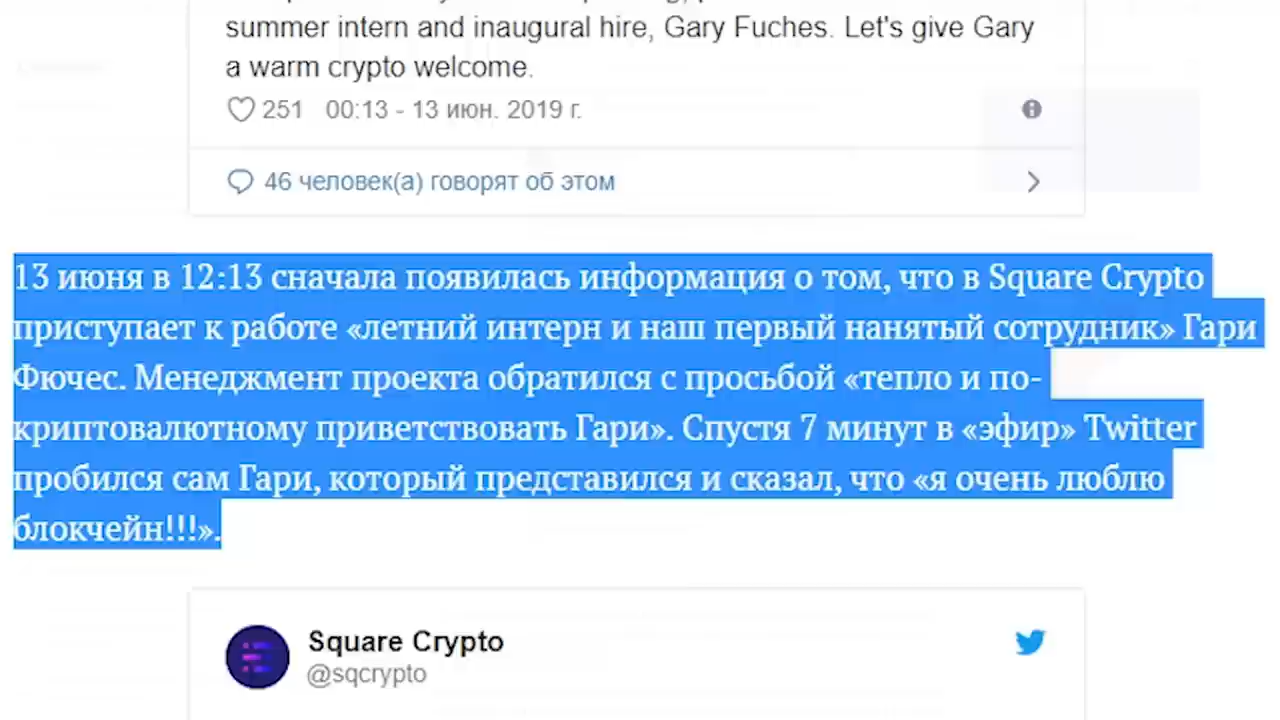 summer intern and inaugural hire, Gary Fuches. Let's give Gary
a warm crypto welcome.
251 00:13 - 13 июн. 2019 г.
46 человек(а) говорят об этом
13 июня в 12:13 сначала появилась информация о том, что в Square Crypto
приступает к работе «летний интерн и наш первый нанятый сотрудник» Гари
Фючес. Менеджмент проекта обратился с просьбой «тепло и по-
криптовалютному приветствовать Гари». Спустя 7 минут в «эфир» Twitter
пробился сам Гари, который представился и сказал, что «я очень люблю
блокчейн!!!».
Square Crypto
@sqcrypto